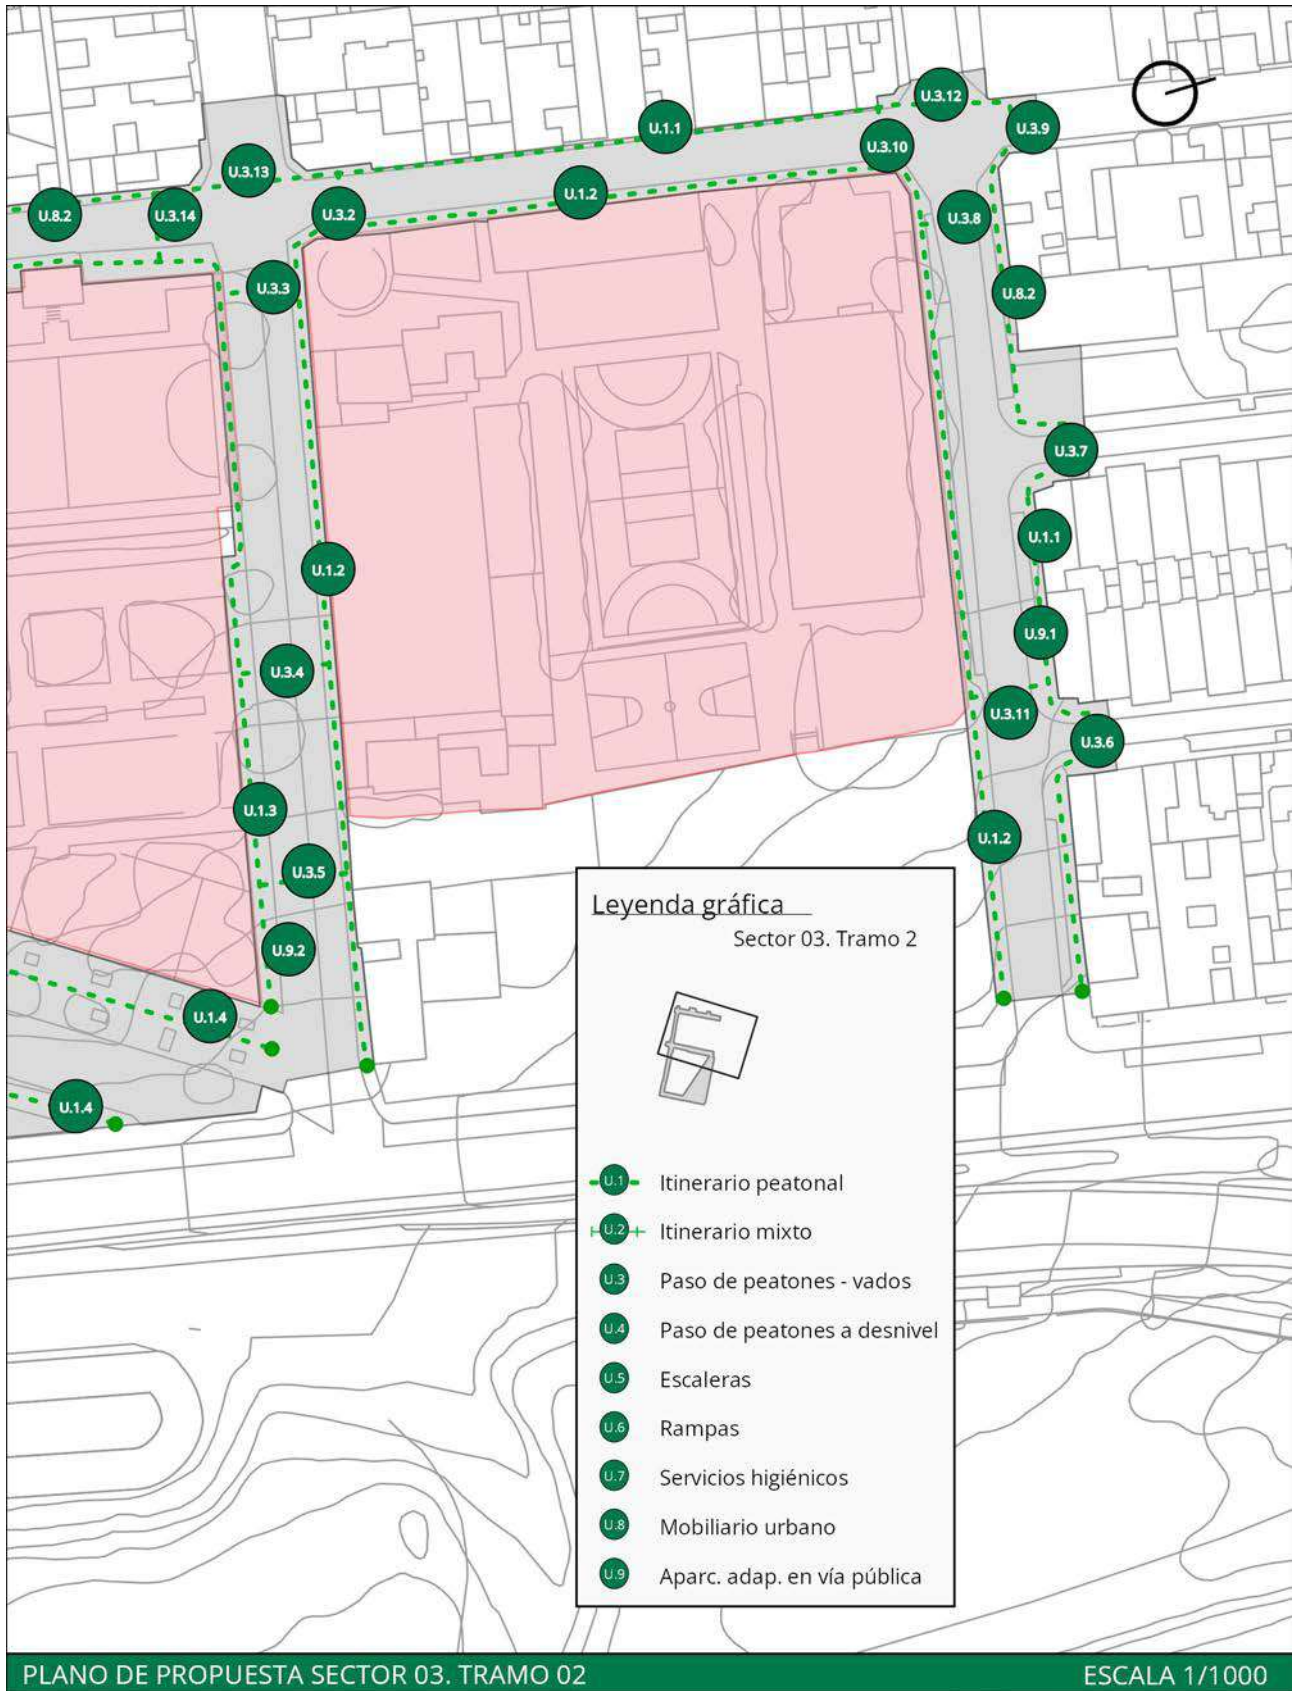 U.3.12
U.1.1
U.3.9
U.3.10
U.3.13
U.1.2
U.8.2
U.3.14
U.3.2
U.3.8
U.3.3
U.8.2
U.3.7
U.1.1
U.1.2
U.9.1
U.3.4
U.3.11
U.3.6
U.1.3
U.1.2
U.3.5
U.9.2
U.1.4
U.1.4
Leyenda gráfica
Sector 03. Tramo 2
U.1 Itinerario peatonal
U.2 Itinerario mixto
U.3 Paso de peatones - vados
U.4 Paso de peatones a desnivel
U.5 Escaleras
U.6 Rampas
U.7 Servicios higiénicos
U.8 Mobiliario urbano
U.9 Aparc. adap. en vía pública
PLANO DE PROPUESTA SECTOR 03. TRAMO 02 ESCALA 1/1000